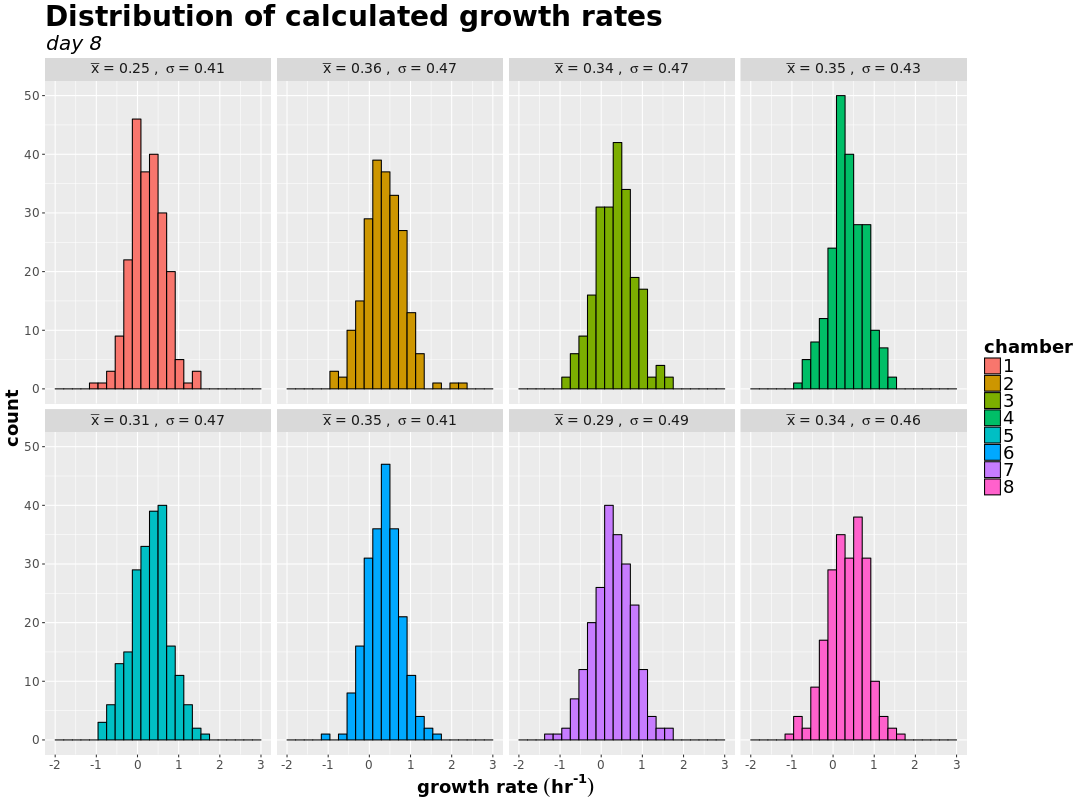 Distribution of calculated growth rates
day 8
x̅ = 0.25 , σ = 0.41
x̅ = 0.36 , σ = 0.47
x̅ = 0.34 , σ = 0.47
x̅ = 0.35 , σ = 0.43
50
40
30
20
10
0
x̅ = 0.31 , σ = 0.47
x̅ = 0.35 , σ = 0.41
x̅ = 0.29 , σ = 0.49
x̅ = 0.34 , σ = 0.46
50
40
30
20
10
0
-2 -1 0 1 2 3
-2 -1 0 1 2 3
-2 -1 0 1 2 3
-2 -1 0 1 2 3
count
growth rate (hr⁻¹)
chamber
1
2
3
4
5
6
7
8